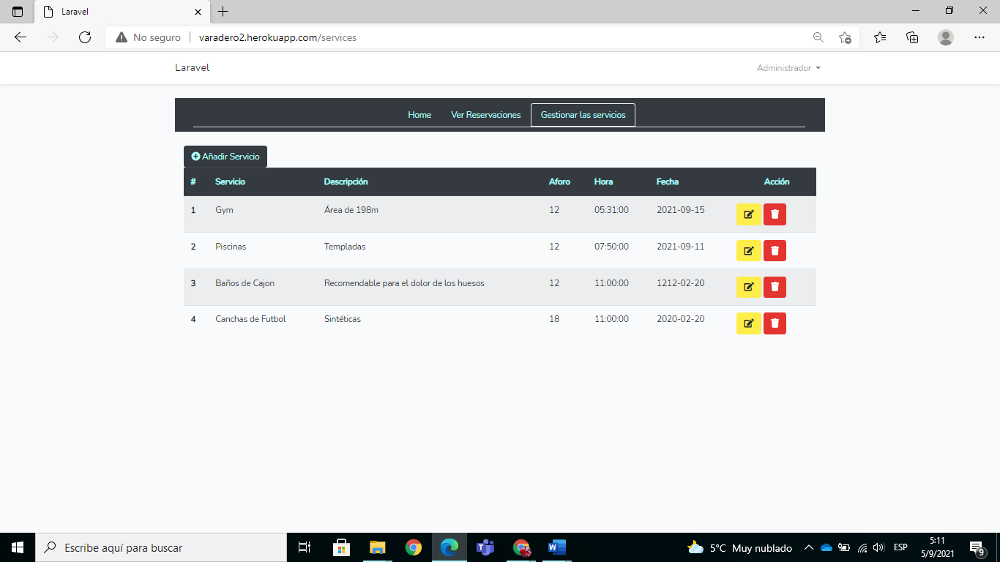 Laravel
No seguro
varadero2.herokuapp.com/services
Laravel
Administrador
Home Ver Reservaciones Gestionar las servicios
Añadir Servicio
# Servicio Descripción Aforo Hora Fecha Acción
1 Gym Área de 198m 12 05:31:00 2021-09-15
2 Piscinas Templadas 12 07:50:00 2021-09-11
3 Baños de Cajon Recomendable para el dolor de los huesos 12 11:00:00 1212-02-20
4 Canchas de Futbol Sintéticas 18 11:00:00 2020-02-20
Escribe aquí para buscar
5°C Muy nublado
ESP
5:11
5/9/2021
9